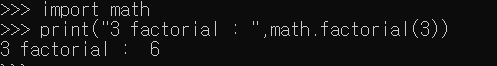 >>> import math
>>> print("3 factorial : ",math.factorial(3))
3 factorial :  6
>>>